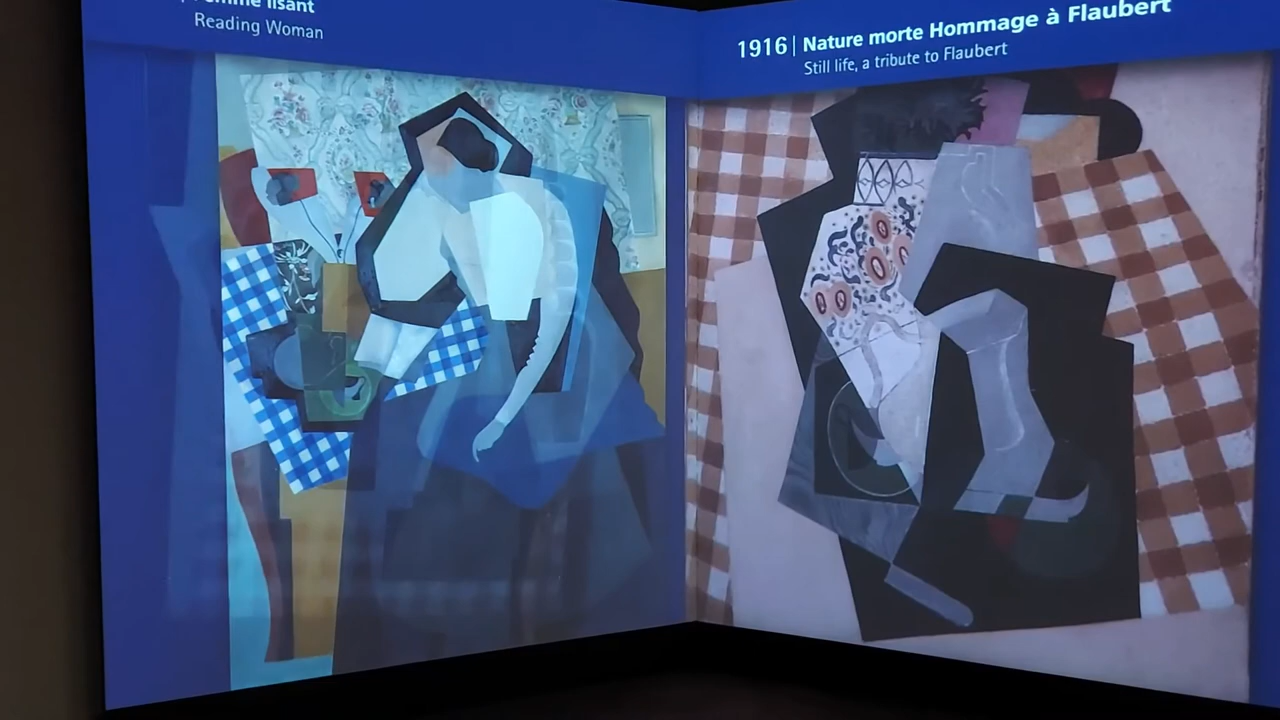 lisant
Reading Woman
1916 | Nature morte Hommage à Flaubert
Still life, a tribute to Flaubert